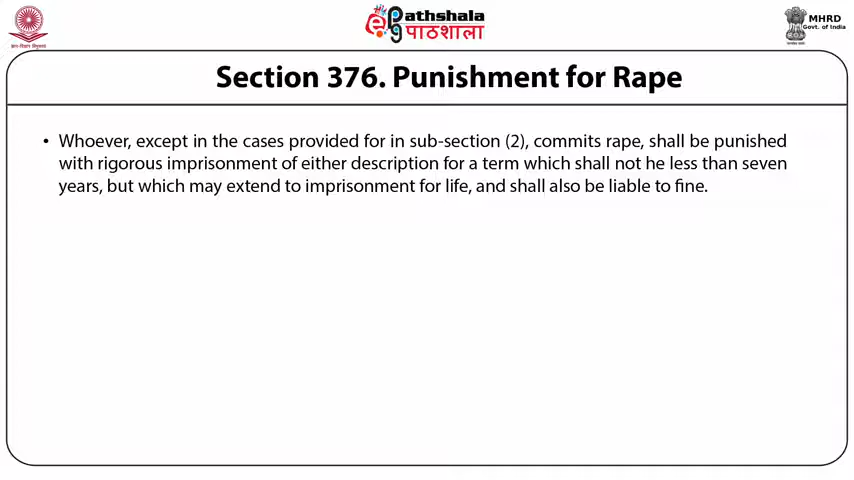 ePathshala
पाठशाला
MHRD
Govt. of India
Section 376. Punishment for Rape
• Whoever, except in the cases provided for in sub-section (2), commits rape, shall be punished
with rigorous imprisonment of either description for a term which shall not he less than seven
years, but which may extend to imprisonment for life, and shall also be liable to fine.